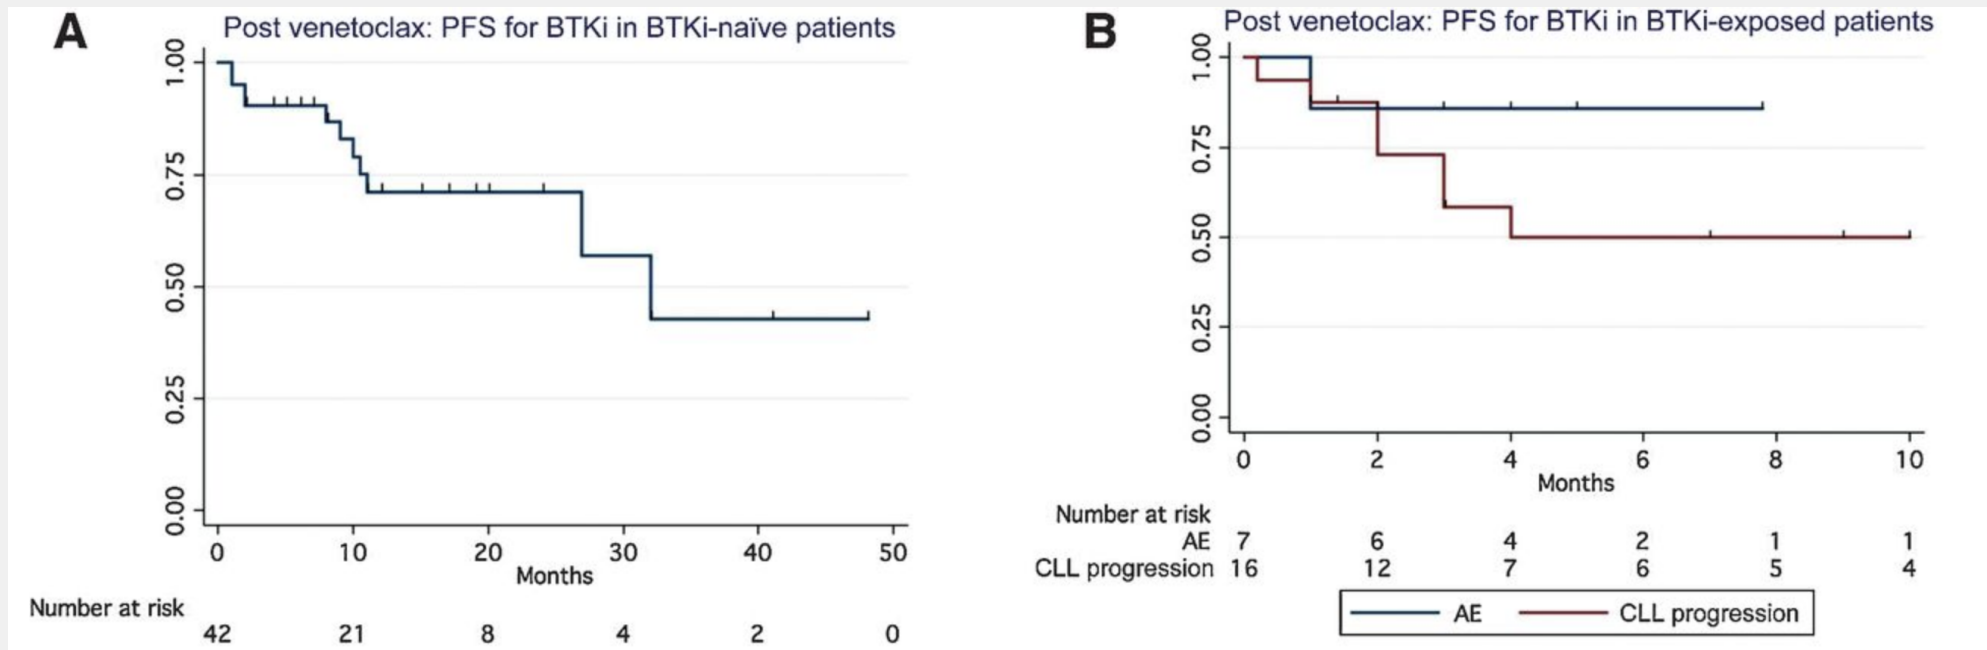 A
Post venetoclax: PFS for BTKi in BTKi-naïve patients
1.00
0.75
0.50
0.25
0.00
0 10 20 30 40 50
Months
Number at risk
42 21 8 4 2 0
B
Post venetoclax: PFS for BTKi in BTKi-exposed patients
1.00
0.75
0.50
0.25
0.00
0 2 4 6 8 10
Months
Number at risk
AE 7 6 4 2 1 1
CLL progression 16 12 7 6 5 4
AE CLL progression